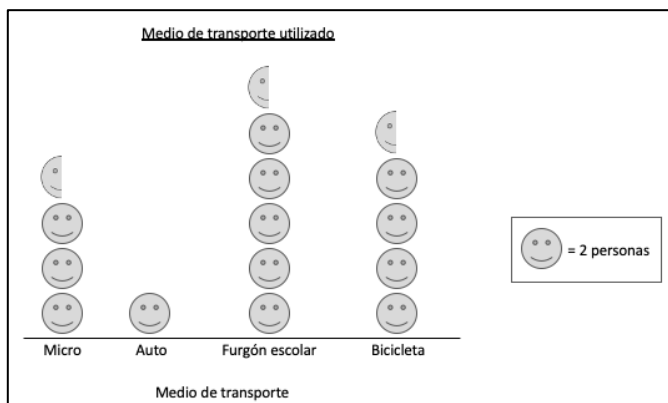 Medio de transporte utilizado
= 2 personas
Micro Auto Furgón escolar Bicicleta
Medio de transporte